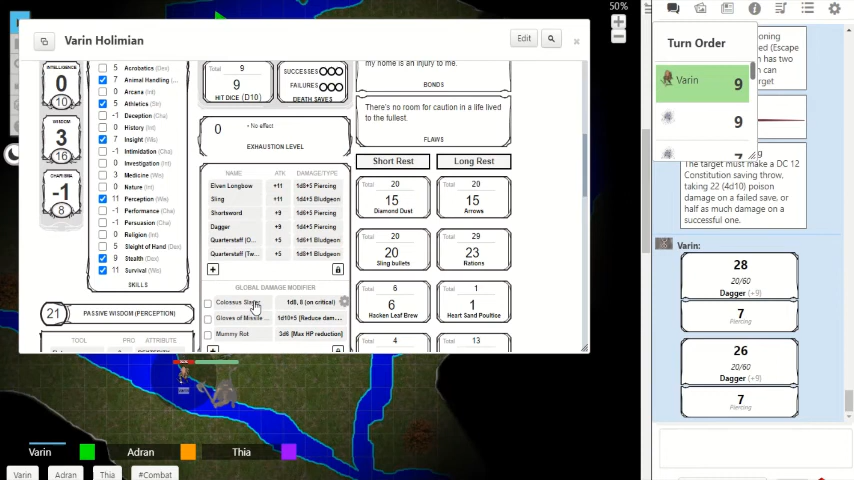 50%
Varin Holimian
Edit
Turn Order
Varin
9
9
oning
(Escape
has two
can
rget
The target must make a DC 12
Constitution saving throw,
taking 22 (4d10) poison
damage on a failed save, or
half as much damage on a
successful one.
Varin:
28
20/60
Dagger (+9)
7
Piercing
26
20/60
Dagger (+9)
7
Piercing
INTELLIGENCE
0
10
WISDOM
3
16
CHARISMA
-1
8
5 Acrobatics (Dex)
7 Animal Handling (...
0 Arcana (Int)
5 Athletics (Str)
-1 Deception (Cha)
0 History (Int)
7 Insight (Wis)
-1 Intimidation (Cha)
0 Investigation (Int)
3 Medicine (Wis)
0 Nature (Int)
11 Perception (Wis)
-1 Performance (Cha)
-1 Persuasion (Cha)
0 Religion (Int)
5 Sleight of Hand (Dex)
9 Stealth (Dex)
11 Survival (Wis)
SKILLS
21 PASSIVE WISDOM (PERCEPTION)
TOOL PRO ATTRIBUTE
Total 9
9
HIT DICE (D10)
SUCCESSES
FAILURES
DEATH SAVES
0
• No effect
EXHAUSTION LEVEL
NAME ATK DAMAGE/TYPE
Elven Longbow +11 1d8+5 Piercing
Sling +11 1d4+5 Bludgeon
Shortsword +9 1d6+5 Piercing
Dagger +9 1d4+5 Piercing
Quarterstaff (O... +5 1d6+1 Bludgeon
Quarterstaff (Tw... +5 1d8+1 Bludgeon
GLOBAL DAMAGE MODIFIER
Colossus Slayer 1d8, 8 (on critical)
Gloves of Missile ... 1d10+5 [Reduce dam...
Mummy Rot 3d6 [Max HP reduction]
my home is an injury to me.
BONDS
There's no room for caution in a life lived
to the fullest.
FLAWS
Short Rest
Long Rest
Total 20
15
Diamond Dust
Total 20
15
Arrows
Total 20
20
Sling bullets
Total 29
23
Rations
Total 6
6
Hacken Leaf Brew
Total 1
1
Heart Sand Poultice
Total 4
Total 13
Varin
Adran
Thia
Varin
Adran
Thia
#Combat